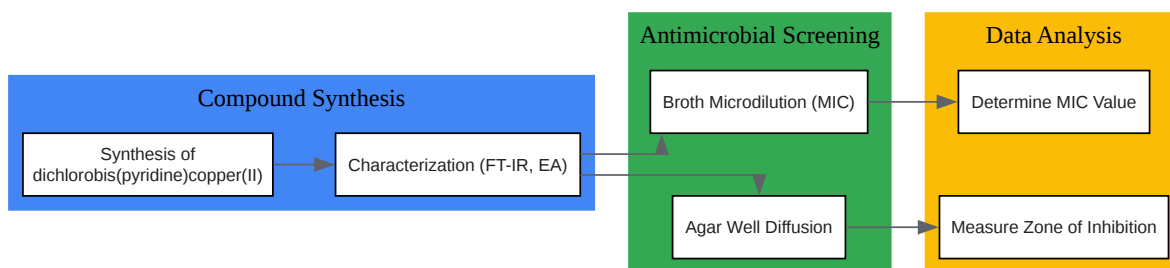 Compound Synthesis
Synthesis of
dichlorobis(pyridine)copper(II)
Characterization (FT-IR, EA)
Antimicrobial Screening
Broth Microdilution (MIC)
Agar Well Diffusion
Data Analysis
Determine MIC Value
Measure Zone of Inhibition